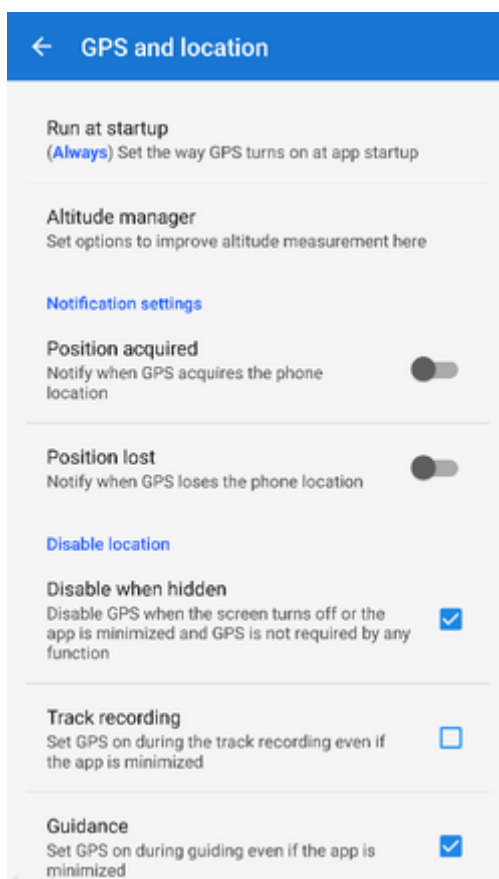 GPS and location
Run at startup
(Always) Set the way GPS turns on at app startup
Altitude manager
Set options to improve altitude measurement here
Notification settings
Position acquired
Notify when GPS acquires the phone
location
Position lost
Notify when GPS loses the phone location
Disable location
Disable when hidden
Disable GPS when the screen turns off or the
app is minimized and GPS is not required by any
function
Track recording
Set GPS on during the track recording even if
the app is minimized
Guidance
Set GPS on during guiding even if the app is
minimized